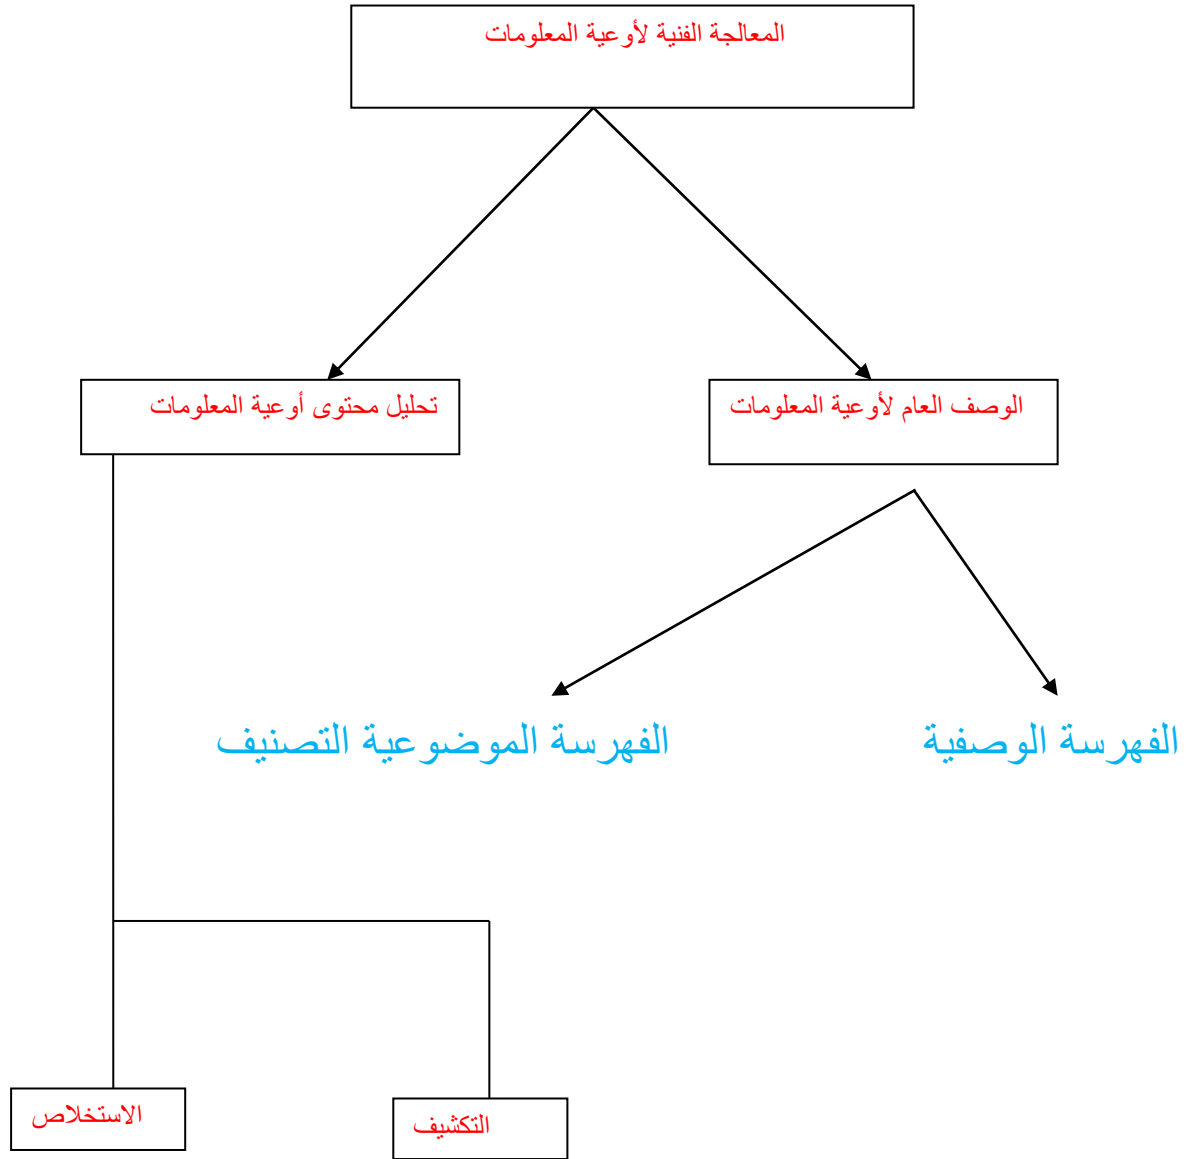 المعالجة الفنية لأوعية المعلومات
الوصف العام لأوعية المعلومات
تحليل محتوى أوعية المعلومات
الفهرسة الوصفية
الفهرسة الموضوعية التصنيف
التكشيف
الاستخلاص